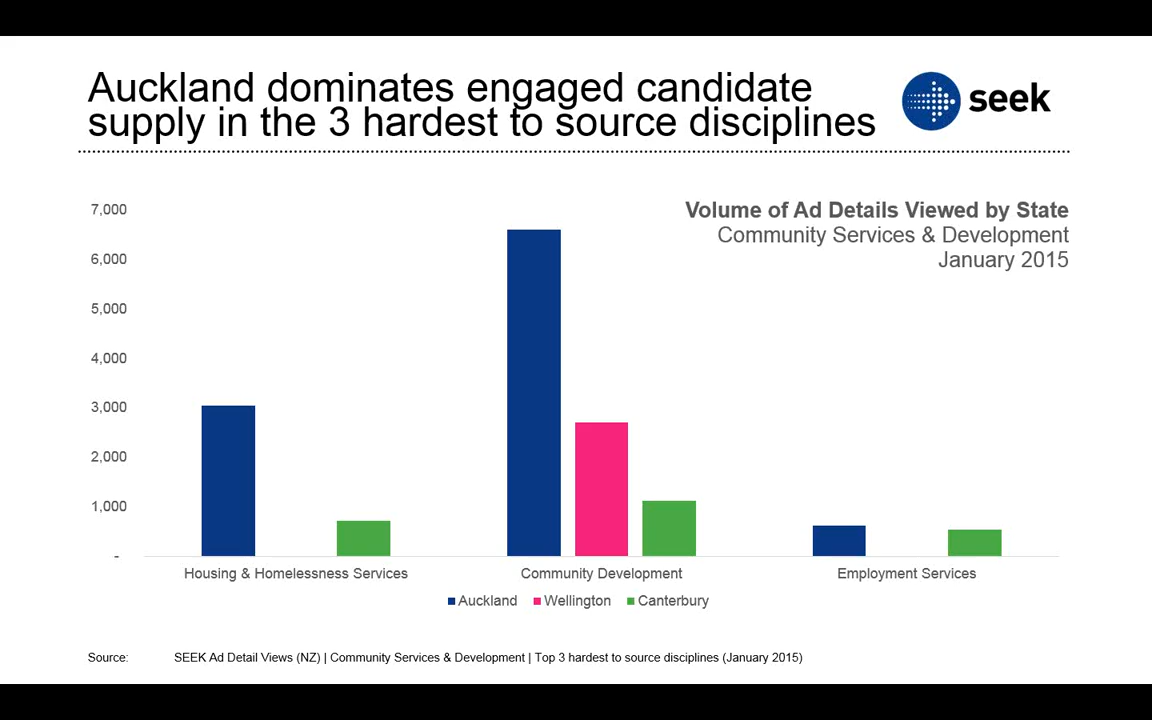 Auckland dominates engaged candidate
supply in the 3 hardest to source disciplines
seek
Volume of Ad Details Viewed by State
Community Services & Development
January 2015
7,000
6,000
5,000
4,000
3,000
2,000
1,000
-
Housing & Homelessness Services
Community Development
Employment Services
Auckland
Wellington
Canterbury
Source: SEEK Ad Detail Views (NZ) | Community Services & Development | Top 3 hardest to source disciplines (January 2015)